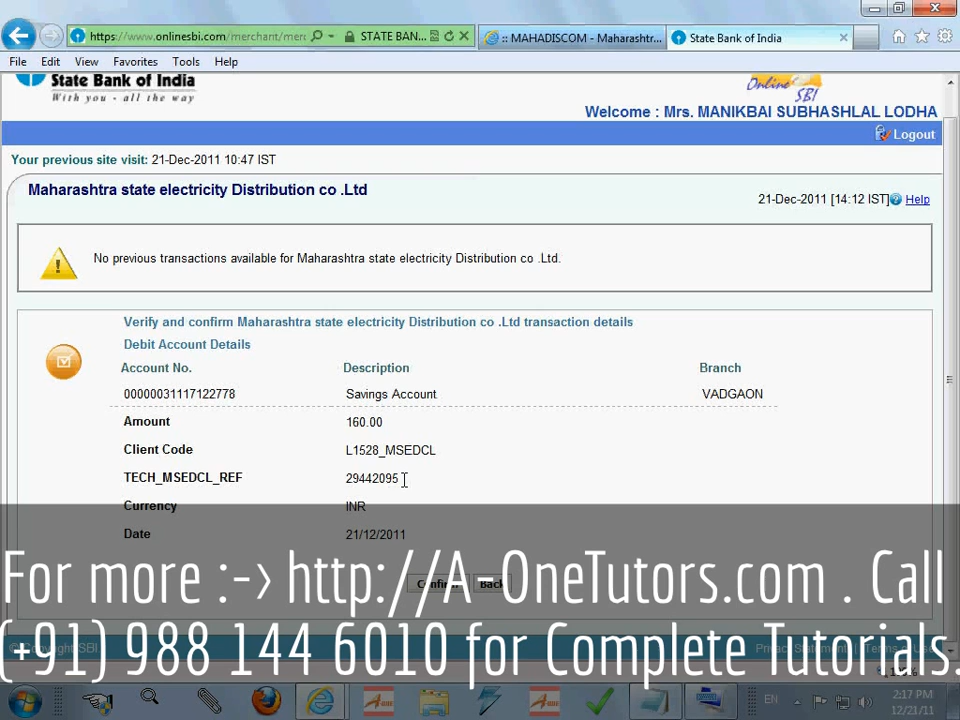 https://www.onlinesbi.com/merchant/merc
STATE BAN...
:: MAHADISCOM - Maharashtr...
State Bank of India
File Edit View Favorites Tools Help
State Bank of India
With you - all the way
Online SBI
Welcome : Mrs. MANIKBAI SUBHASHLAL LODHA
Logout
Your previous site visit: 21-Dec-2011 10:47 IST
Maharashtra state electricity Distribution co .Ltd
21-Dec-2011 [14:12 IST] Help
No previous transactions available for Maharashtra state electricity Distribution co .Ltd.
Verify and confirm Maharashtra state electricity Distribution co .Ltd transaction details
Debit Account Details
Account No. Description Branch
00000031117122778 Savings Account VADGAON
Amount 160.00
Client Code L1528_MSEDCL
TECH_MSEDCL_REF 29442095
Currency INR
Date 21/12/2011
Confirm Back
For more :-> http://A-OneTutors.com . Call
(+91) 988 144 6010 for Complete Tutorials.
EN
2:17 PM
12/21/11